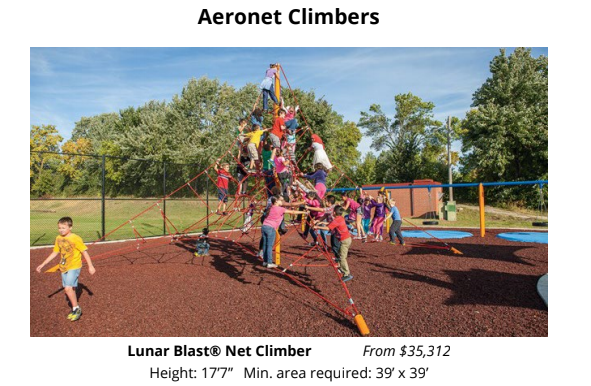 Aeronet Climbers
Lunar Blast® Net Climber From $35,312
Height: 17’7” Min. area required: 39’ x 39’